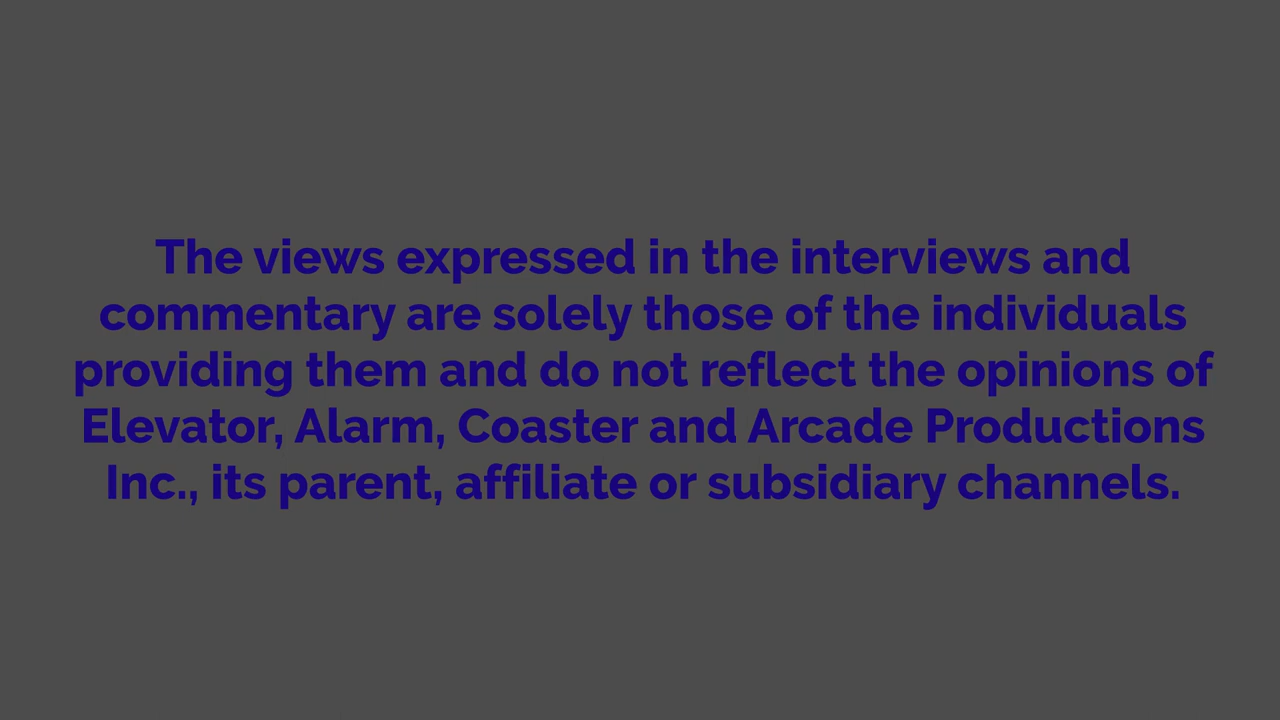 The views expressed in the interviews and
commentary are solely those of the individuals
providing them and do not reflect the opinions of
Elevator, Alarm, Coaster and Arcade Productions
Inc., its parent, affiliate or subsidiary channels.